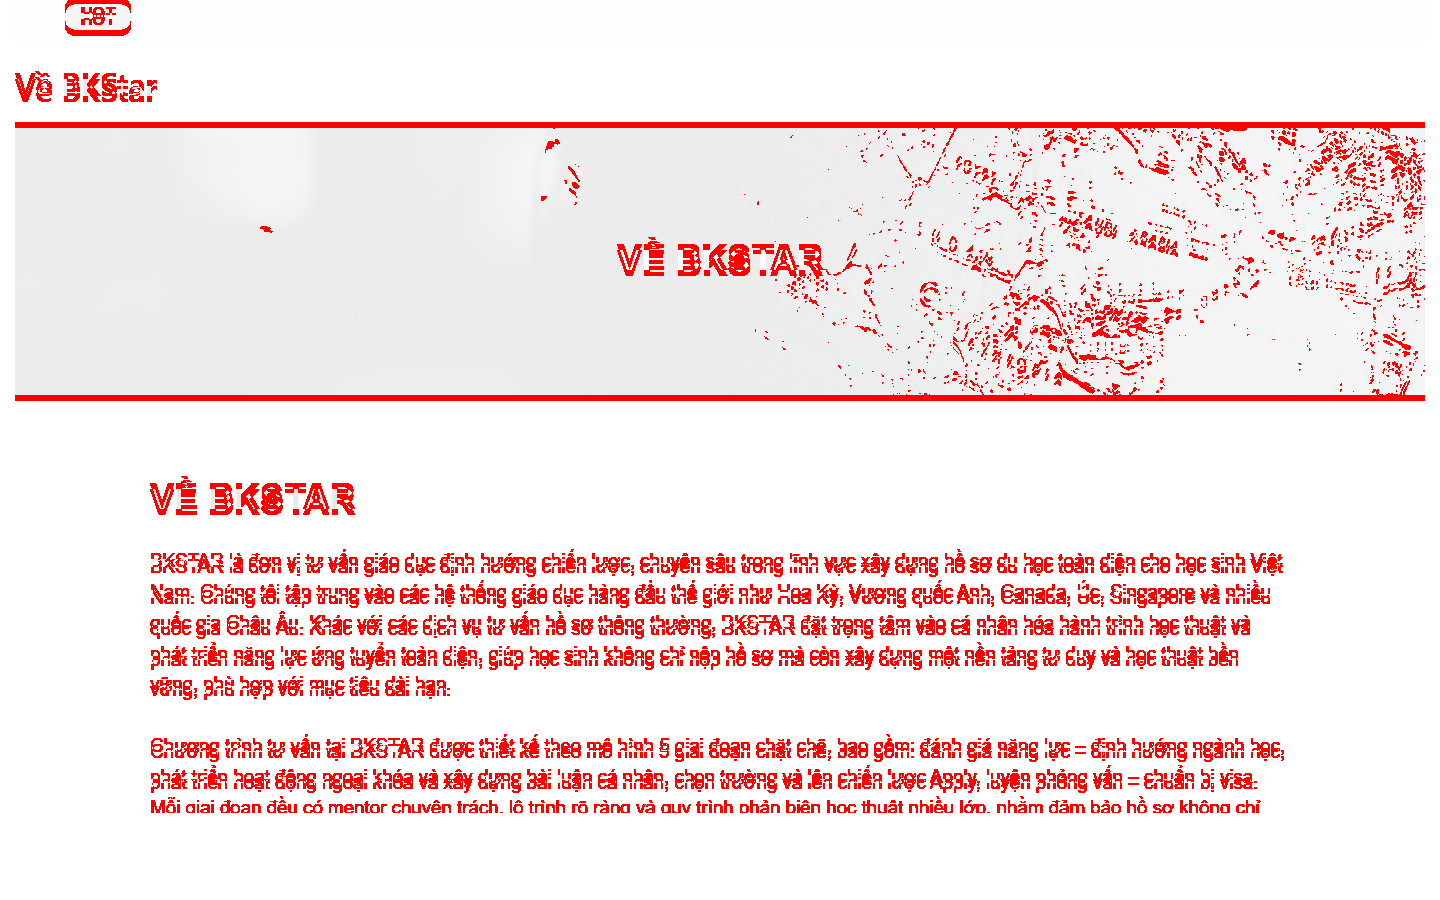 HOT
Về BKStar
VỀ BKSTAR
VỀ BKSTAR
BKSTAR là đơn vị tư vấn giáo dục định hướng chiến lược, chuyên sâu trong lĩnh vực xây dựng hồ sơ du học toàn diện cho học sinh Việt
Nam. Chúng tôi tập trung vào các hệ thống giáo dục hàng đầu thế giới như Hoa Kỳ, Vương quốc Anh, Canada, Úc, Singapore và nhiều
quốc gia Châu Âu. Khác với các dịch vụ tư vấn hồ sơ thông thường, BKSTAR đặt trọng tâm vào cá nhân hóa hành trình học thuật và
phát triển năng lực ứng tuyển toàn diện, giúp học sinh không chỉ nộp hồ sơ mà còn xây dựng một nền tảng tư duy và học thuật bền
vững, phù hợp với mục tiêu dài hạn.
Chương trình tư vấn tại BKSTAR được thiết kế theo mô hình 5 giai đoạn chặt chẽ, bao gồm: đánh giá năng lực – định hướng ngành học,
phát triển hoạt động ngoại khóa và xây dựng bài luận cá nhân, chọn trường và lên chiến lược Apply, luyện phỏng vấn – chuẩn bị visa.
Mỗi giai đoạn đều có mentor chuyên trách, lộ trình rõ ràng và quy trình phản biện học thuật nhiều lớp, nhằm đảm bảo hồ sơ không chỉ
SAUDI ARABIA